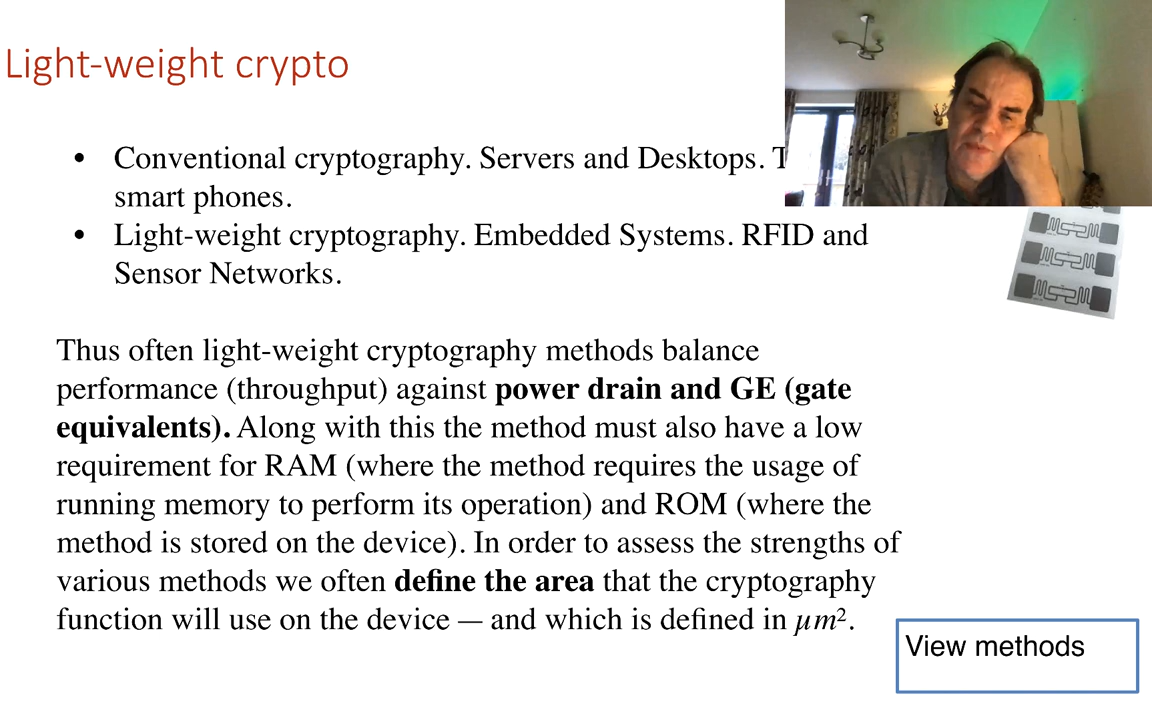 Light-weight crypto
• Conventional cryptography. Servers and Desktops.
smart phones.
• Light-weight cryptography. Embedded Systems. RFID and
Sensor Networks.
Thus often light-weight cryptography methods balance
performance (throughput) against power drain and GE (gate
equivalents). Along with this the method must also have a low
requirement for RAM (where the method requires the usage of
running memory to perform its operation) and ROM (where the
method is stored on the device). In order to assess the strengths of
various methods we often define the area that the cryptography
function will use on the device — and which is defined in μm².
View methods